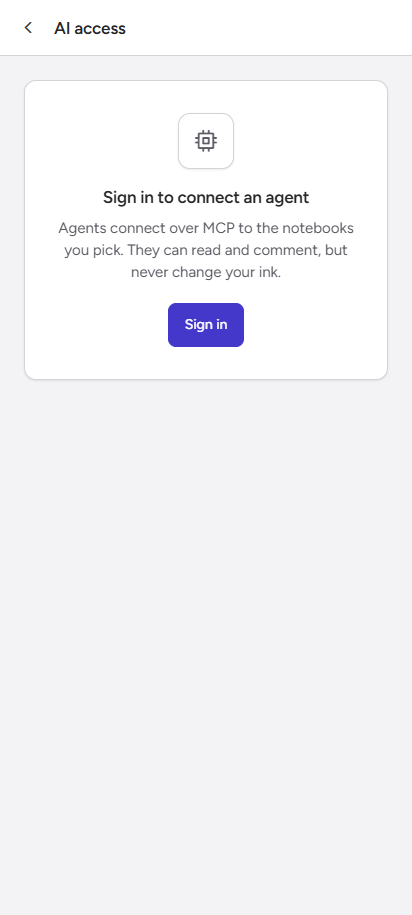 AI access
Sign in to connect an agent
Agents connect over MCP to the notebooks
you pick. They can read and comment, but
never change your ink.
Sign in